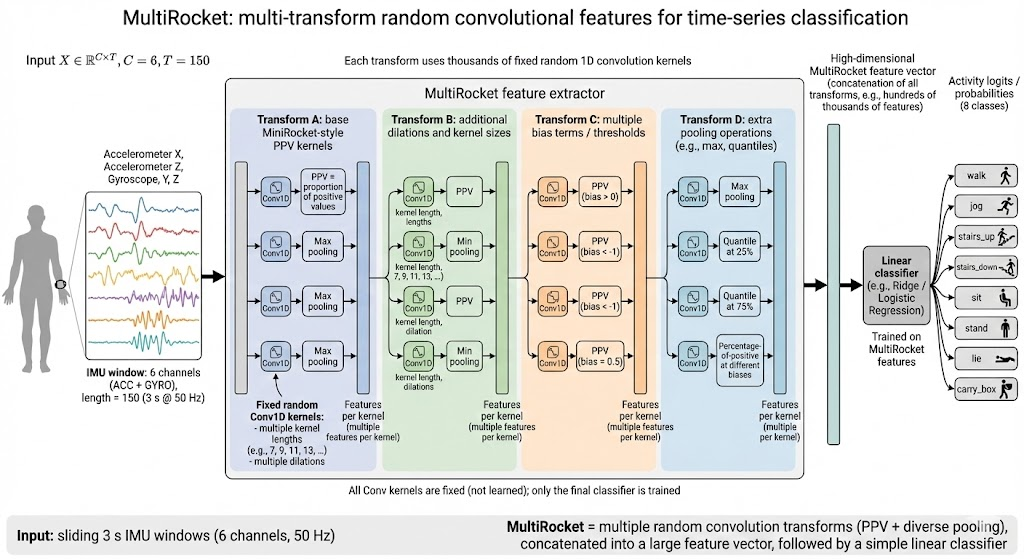 MultiRocket: multi-transform random convolutional features for time-series classification
Input X ∈ ℝ^{C×T}, C = 6, T = 150
Each transform uses thousands of fixed random 1D convolution kernels
High-dimensional
MultiRocket feature vector
(concatenation of all
transforms, e.g., hundreds of
thousands of features)
Activity logits /
probabilities
(8 classes)
MultiRocket feature extractor
Accelerometer X,
Accelerometer Z,
Gyroscope, Y, Z
IMU window: 6 channels
(ACC + GYRO),
length = 150 (3 s @ 50 Hz)
Transform A: base
MiniRocket-style
PPV kernels
Conv1D
PPV =
proportion
of positive
values
Conv1D
Max
pooling
Conv1D
Max
pooling
Conv1D
Max
pooling
Fixed random
Conv1D kernels:
- multiple kernel
lengths
(e.g., 7, 9, 11, 13, ...)
- multiple dilations
Features
per kernel
(multiple
features per kernel)
Transform B: additional
dilations and kernel sizes
Conv1D
PPV
kernel length,
lengths
Conv1D
Min
pooling
kernel length,
7, 9, 11, 13, ...)
Conv1D
PPV
kernel length,
dilation
Conv1D
Min
pooling
kernel length,
dilations
Features
per kernel
(multiple features
per kernel)
Transform C: multiple
bias terms / thresholds
Conv1D
PPV
(bias > 0)
Conv1D
PPV
(bias < -1)
Conv1D
PPV
(bias < -1)
Conv1D
PPV
(bias = 0.5)
Features
per kernel
(multiple features
per kernel)
Transform D: extra
pooling operations
(e.g., max, quantiles)
Conv1D
Max
pooling
Conv1D
Quantile
at 25%
Conv1D
Quantile
at 75%
Conv1D
Percentage-
of-positive
at different
biases
Features
per kernel
(multiple features
per kernel)
Linear
classifier
(e.g., Ridge /
Logistic
Regression)
Trained on
MultiRocket
features
walk
jog
stairs_up
stairs_down
sit
stand
lie
carry_box
All Conv kernels are fixed (not learned); only the final classifier is trained
Input: sliding 3 s IMU windows (6 channels, 50 Hz)
MultiRocket = multiple random convolution transforms (PPV + diverse pooling),
concatenated into a large feature vector, followed by a simple linear classifier